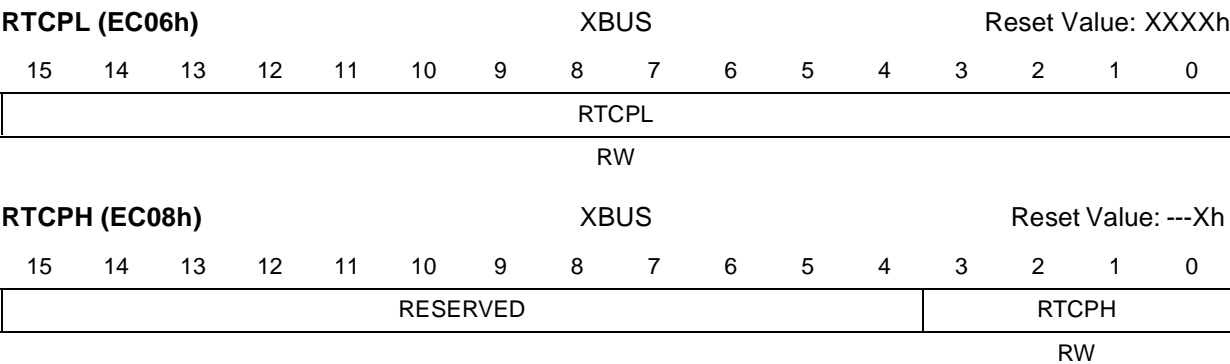 RTCPL (EC06h) XBUS Reset Value: XXXXh
15 14 13 12 11 10 9 8 7 6 5 4 3 2 1 0
RTCPL
RW
RTCPH (EC08h) XBUS Reset Value: ---Xh
15 14 13 12 11 10 9 8 7 6 5 4 3 2 1 0
RESERVED RTCPH
RW